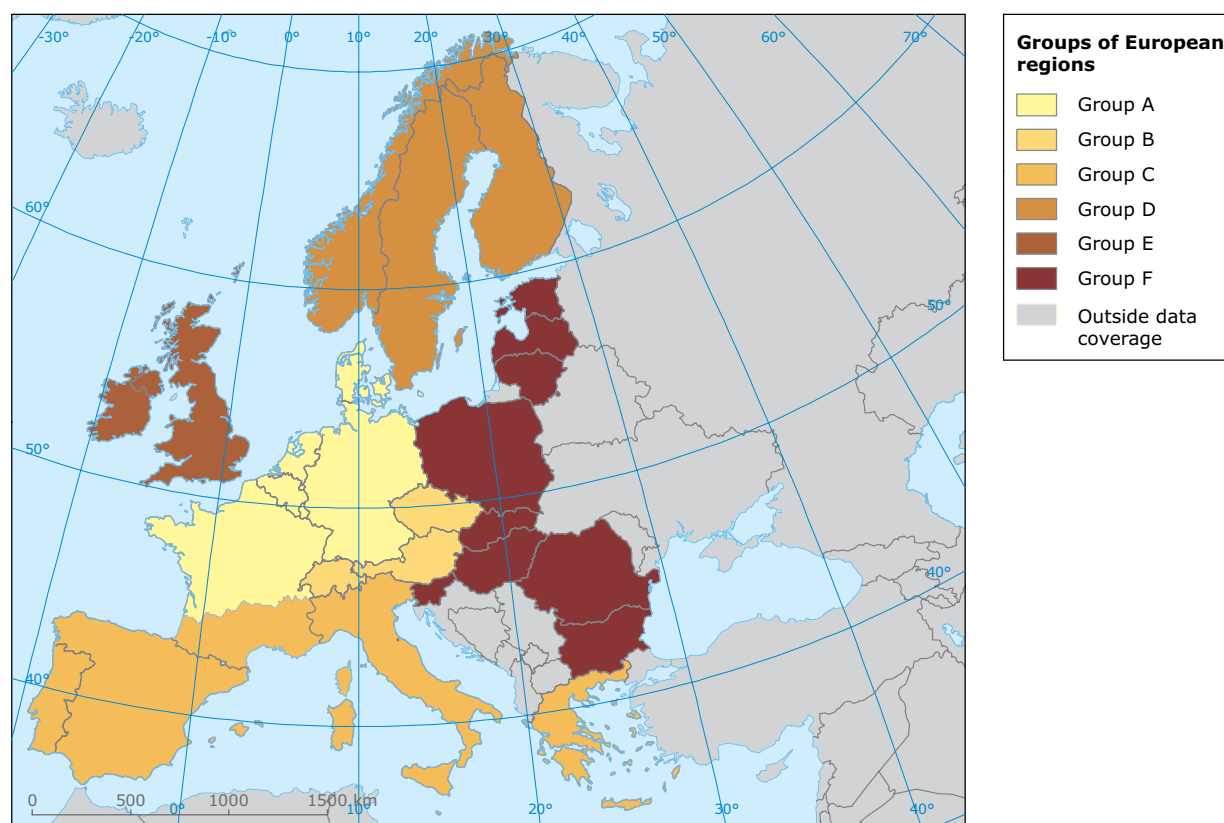 -30°
-20°
-10°
0°
10°
20°
30°
40°
50°
60°
70°
60°
50°
50°
40°
40°
0
500
1000
1500 km
0°
10°
20°
30°
40°
Groups of European
regions
Group A
Group B
Group C
Group D
Group E
Group F
Outside data
coverage